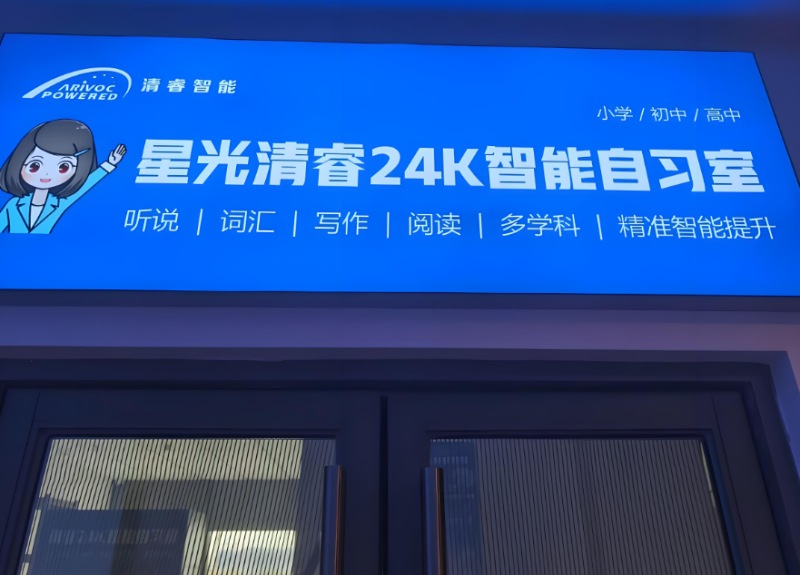 ARIVOC POWERED 清睿智能
小学 / 初中 / 高中
星光清睿24K智能自习室
听说 | 词汇 | 写作 | 阅读 | 多学科 | 精准智能提升